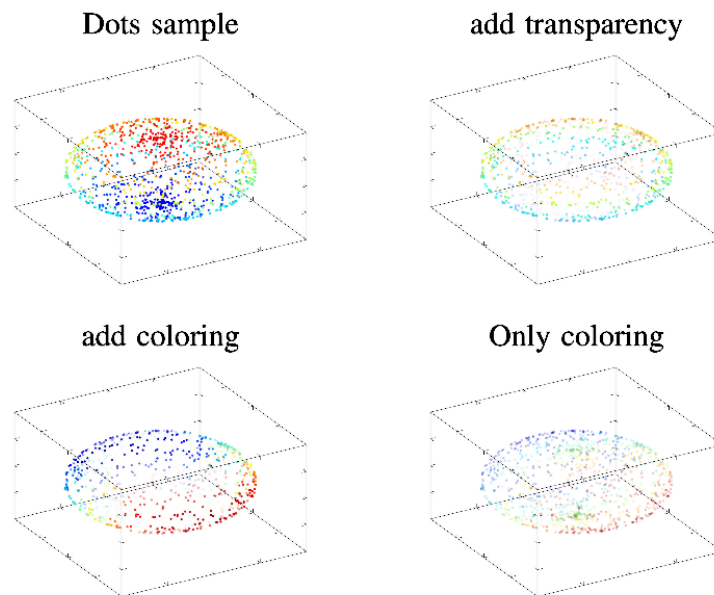 Dots sample
add transparency
add coloring
Only coloring